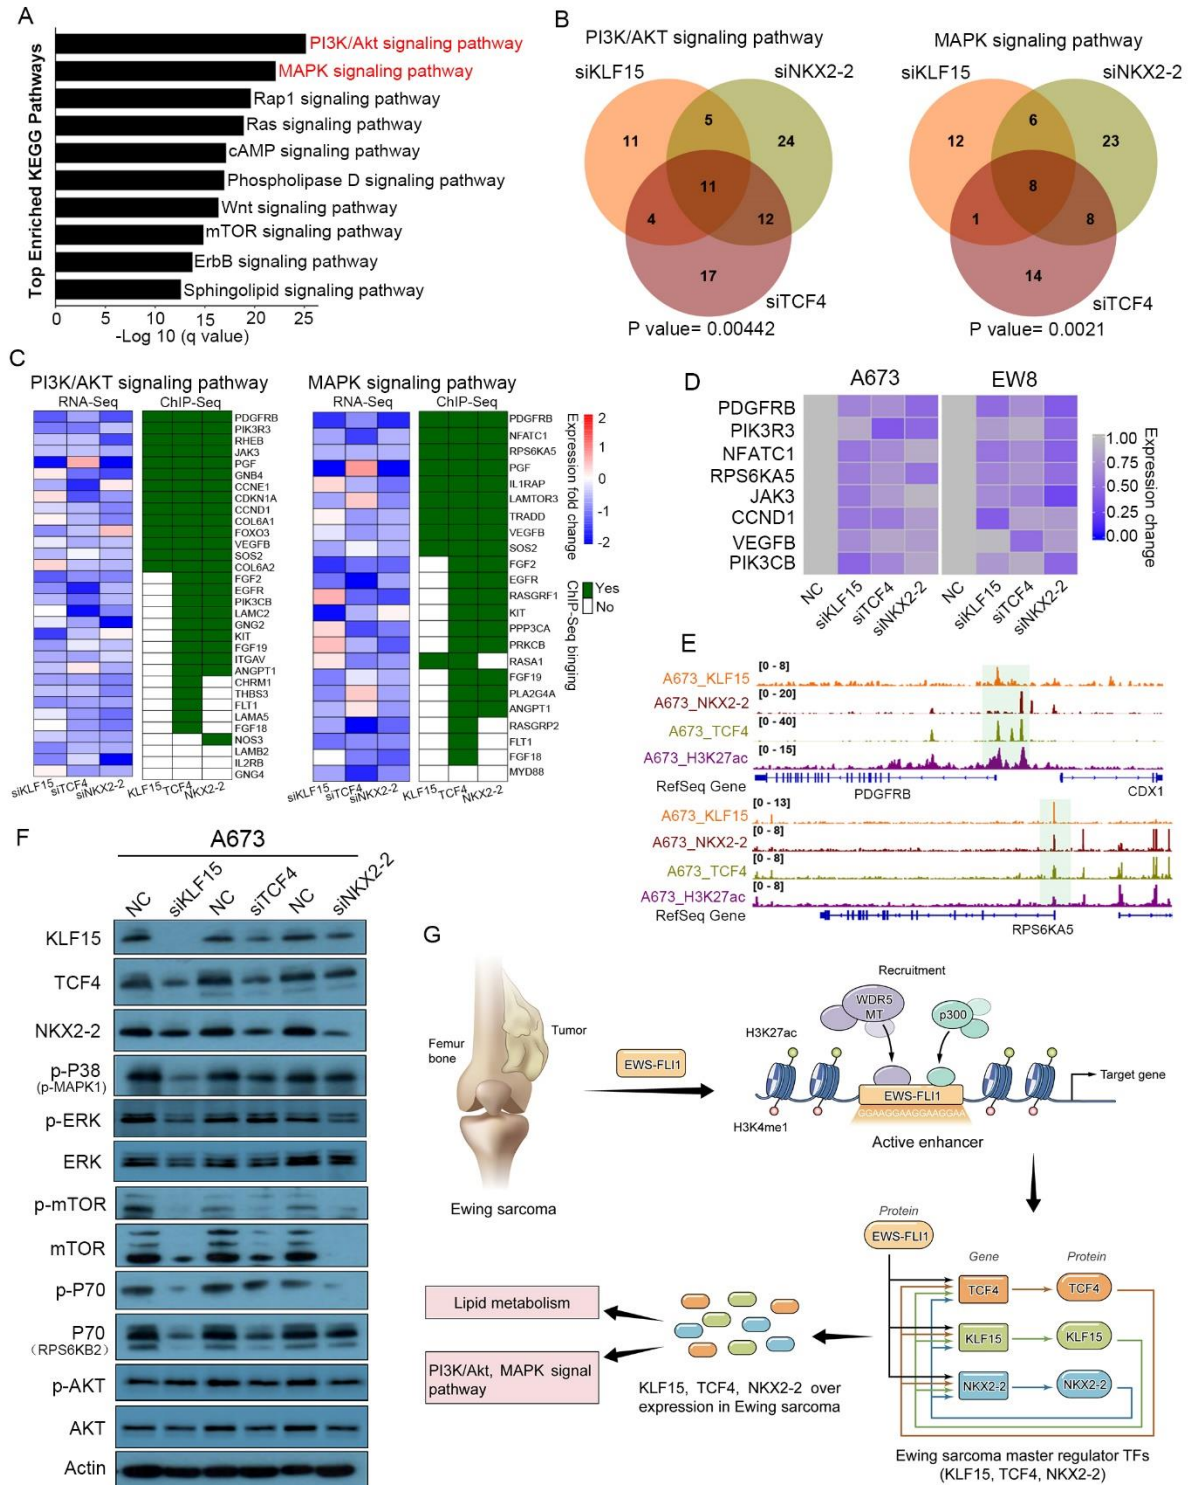 A
Top Enriched KEGG Pathways
PI3K/Akt signaling pathway
MAPK signaling pathway
Rap1 signaling pathway
Ras signaling pathway
cAMP signaling pathway
Phospholipase D signaling pathway
Wnt signaling pathway
mTOR signaling pathway
ErbB signaling pathway
Sphingolipid signaling pathway
0 5 10 15 20 25
-Log 10 (q value)
B
PI3K/AKT signaling pathway
siKLF15
siNKX2-2
5
11
24
11
4
12
17
siTCF4
P value= 0.00442
MAPK signaling pathway
siKLF15
siNKX2-2
6
12
23
8
1
8
14
siTCF4
P value= 0.0021
C
PI3K/AKT signaling pathway
RNA-Seq
ChIP-Seq
PDGFRB
PIK3R3
RHEB
JAK3
PGF
GNB4
CCNE1
CDKN1A
CCND1
COL6A1
FOXO3
VEGFB
SOS2
COL6A2
FGF2
EGFR
PIK3CB
LAMC2
GNG2
KIT
FGF19
ITGAV
ANGPT1
CHRM1
THBS3
FLT1
LAMA5
FGF18
NOS3
LAMB2
IL2RB
GNG4
siKLF15
siTCF4
siNKX2-2
KLF15
TCF4
NKX2-2
MAPK signaling pathway
RNA-Seq
ChIP-Seq
PDGFRB
NFATC1
RPS6KA5
PGF
IL1RAP
LAMTOR3
TRADD
VEGFB
SOS2
FGF2
EGFR
RASGRF1
KIT
PPP3CA
PRKCB
RASA1
FGF19
PLA2G4A
ANGPT1
RASGRP2
FLT1
FGF18
MYD88
siKLF15
siTCF4
siNKX2-2
KLF15
TCF4
NKX2-2
Expression fold change
2
1
0
-1
-2
ChIP-Seq binging
Yes
No
D
A673
EW8
PDGFRB
PIK3R3
NFATC1
RPS6KA5
JAK3
CCND1
VEGFB
PIK3CB
NC
siKLF15
siTCF4
siNKX2-2
NC
siKLF15
siTCF4
siNKX2-2
1.00
0.75
0.50
0.25
0.00
Expression change
E
[0 - 8]
A673_KLF15
[0 - 20]
A673_NKX2-2
[0 - 40]
A673_TCF4
[0 - 15]
A673_H3K27ac
RefSeq Gene
PDGFRB
CDX1
[0 - 13]
A673_KLF15
[0 - 8]
A673_NKX2-2
[0 - 8]
A673_TCF4
[0 - 8]
A673_H3K27ac
RefSeq Gene
RPS6KA5
F
A673
NC
siKLF15
NC
siTCF4
NC
siNKX2-2
KLF15
TCF4
NKX2-2
p-P38
(p-MAPK1)
p-ERK
ERK
p-mTOR
mTOR
p-P70
P70
(RPS6KB2)
p-AKT
AKT
Actin
G
Femur
bone
Tumor
Ewing sarcoma
EWS-FLI1
Recruitment
WDR5
MT
p300
H3K27ac
EWS-FLI1
GGAAGGAAGGAAGGAA
H3K4me1
Target gene
Active enhancer
Protein
EWS-FLI1
Gene
Protein
TCF4
TCF4
KLF15
KLF15
NKX2-2
NKX2-2
Ewing sarcoma master regulator TFs
(KLF15, TCF4, NKX2-2)
KLF15, TCF4, NKX2-2 over
expression in Ewing sarcoma
Lipid metabolism
PI3K/Akt, MAPK signal
pathway